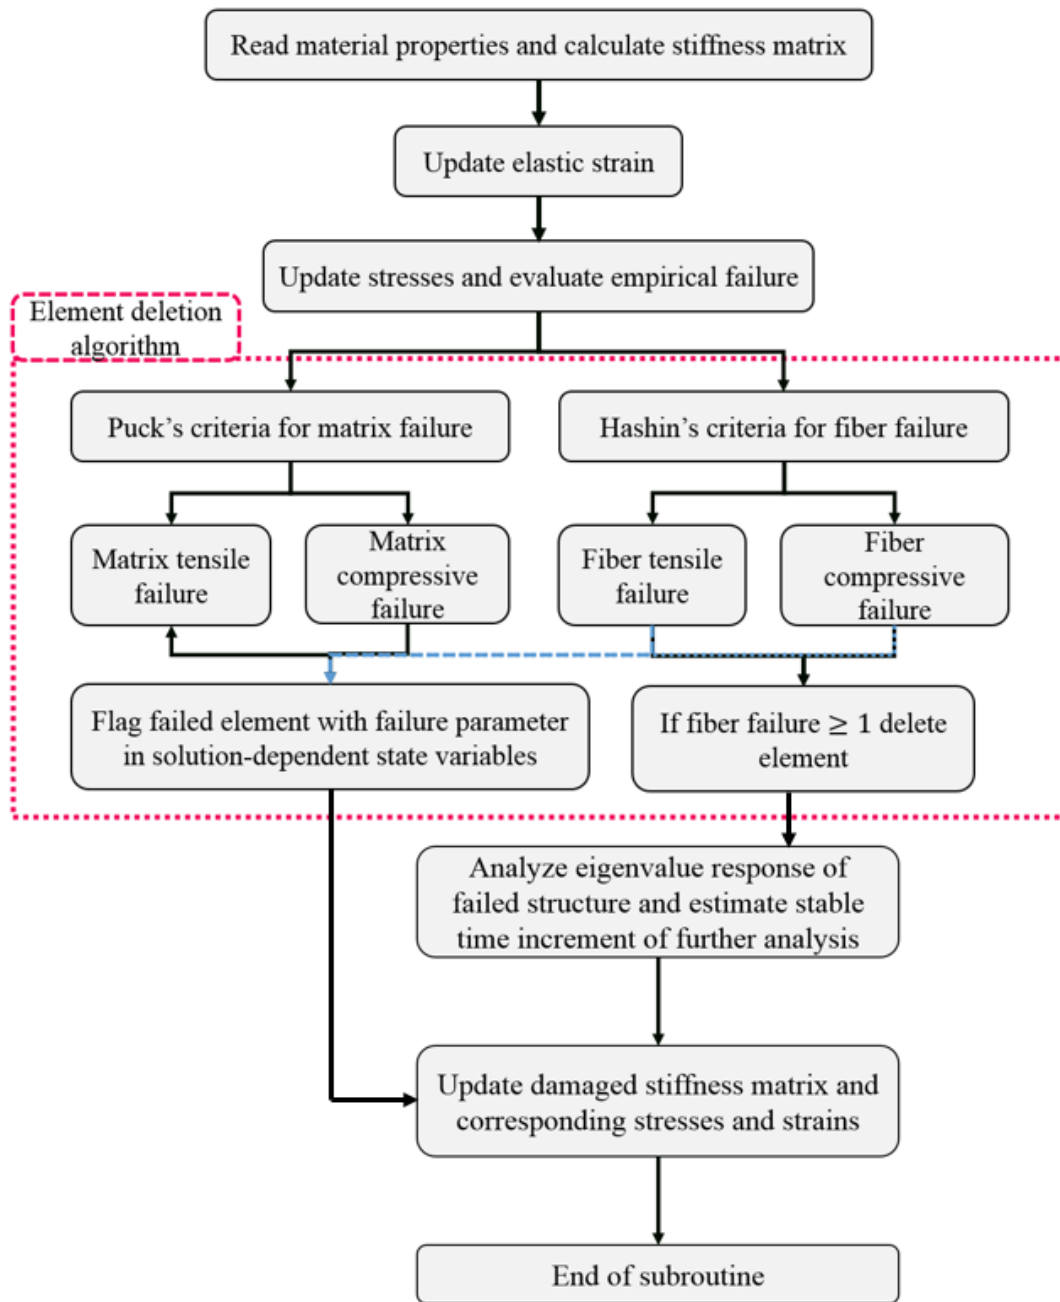 Read material properties and calculate stiffness matrix
Update elastic strain
Update stresses and evaluate empirical failure
Element deletion
algorithm
Puck’s criteria for matrix failure
Hashin’s criteria for fiber failure
Matrix tensile
failure
Matrix
compressive
failure
Fiber tensile
failure
Fiber
compressive
failure
Flag failed element with failure parameter
in solution-dependent state variables
If fiber failure ≥ 1 delete
element
Analyze eigenvalue response of
failed structure and estimate stable
time increment of further analysis
Update damaged stiffness matrix and
corresponding stresses and strains
End of subroutine